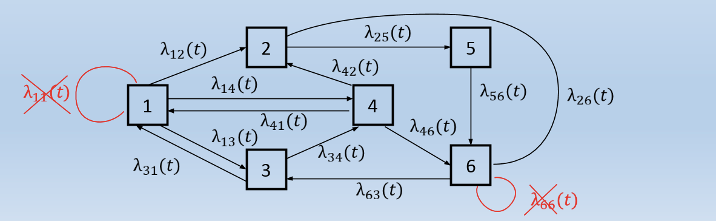 λ₁₂(t)
2
λ₂₅(t)
5
λ₁₁(t)
λ₁₄(t)
λ₄₂(t)
1
4
λ₅₆(t)
λ₂₆(t)
λ₄₁(t)
λ₁₃(t)
λ₄₆(t)
λ₃₁(t)
3
λ₃₄(t)
6
λ₆₃(t)
λ₆₆(t)